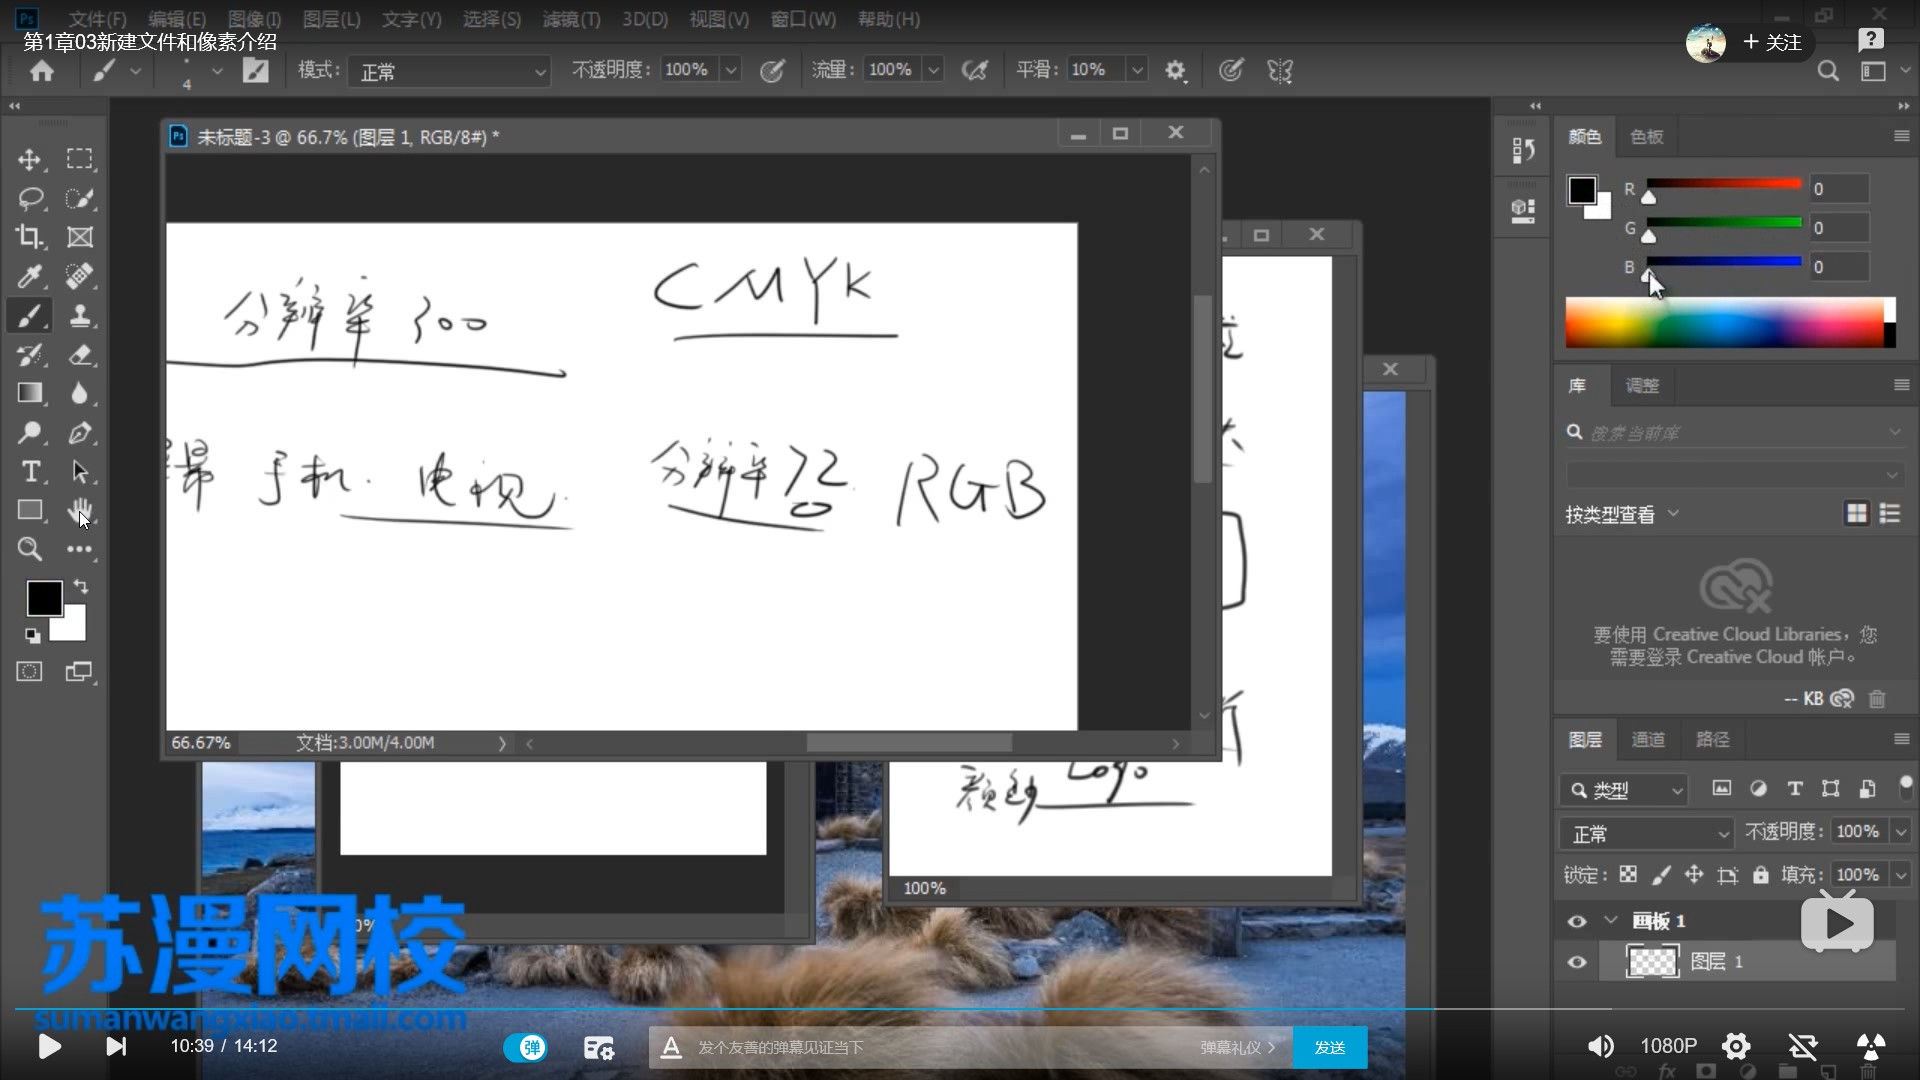 文件(F) 编辑(E) 图像(I) 图层(L) 文字(Y) 选择(S) 滤镜(T) 3D(D) 视图(V) 窗口(W) 帮助(H)
第1章03新建文件和像素介绍
+ 关注
4 模式: 正常 不透明度: 100% 流量: 100% 平滑: 10%
未标题-3 @ 66.7% (图层 1, RGB/8#) *
分辨率 300
CMYK
幕 手机. 电视. 分辨率72 RGB
66.67% 文档:3.00M/4.00M
颜色 Logo
100%
0%
颜色 色板
R 0
G 0
B 0
库 调整
搜索当前库
按类型查看
要使用 Creative Cloud Libraries，您
需要登录 Creative Cloud 帐户。
-- KB
图层 通道 路径
类型
正常 不透明度: 100%
锁定: 填充: 100%
画板 1
图层 1
苏漫网校
sumanwangxiao.tmall.com
10:39 / 14:12
弹
发个友善的弹幕见证当下
弹幕礼仪
发送
1080P